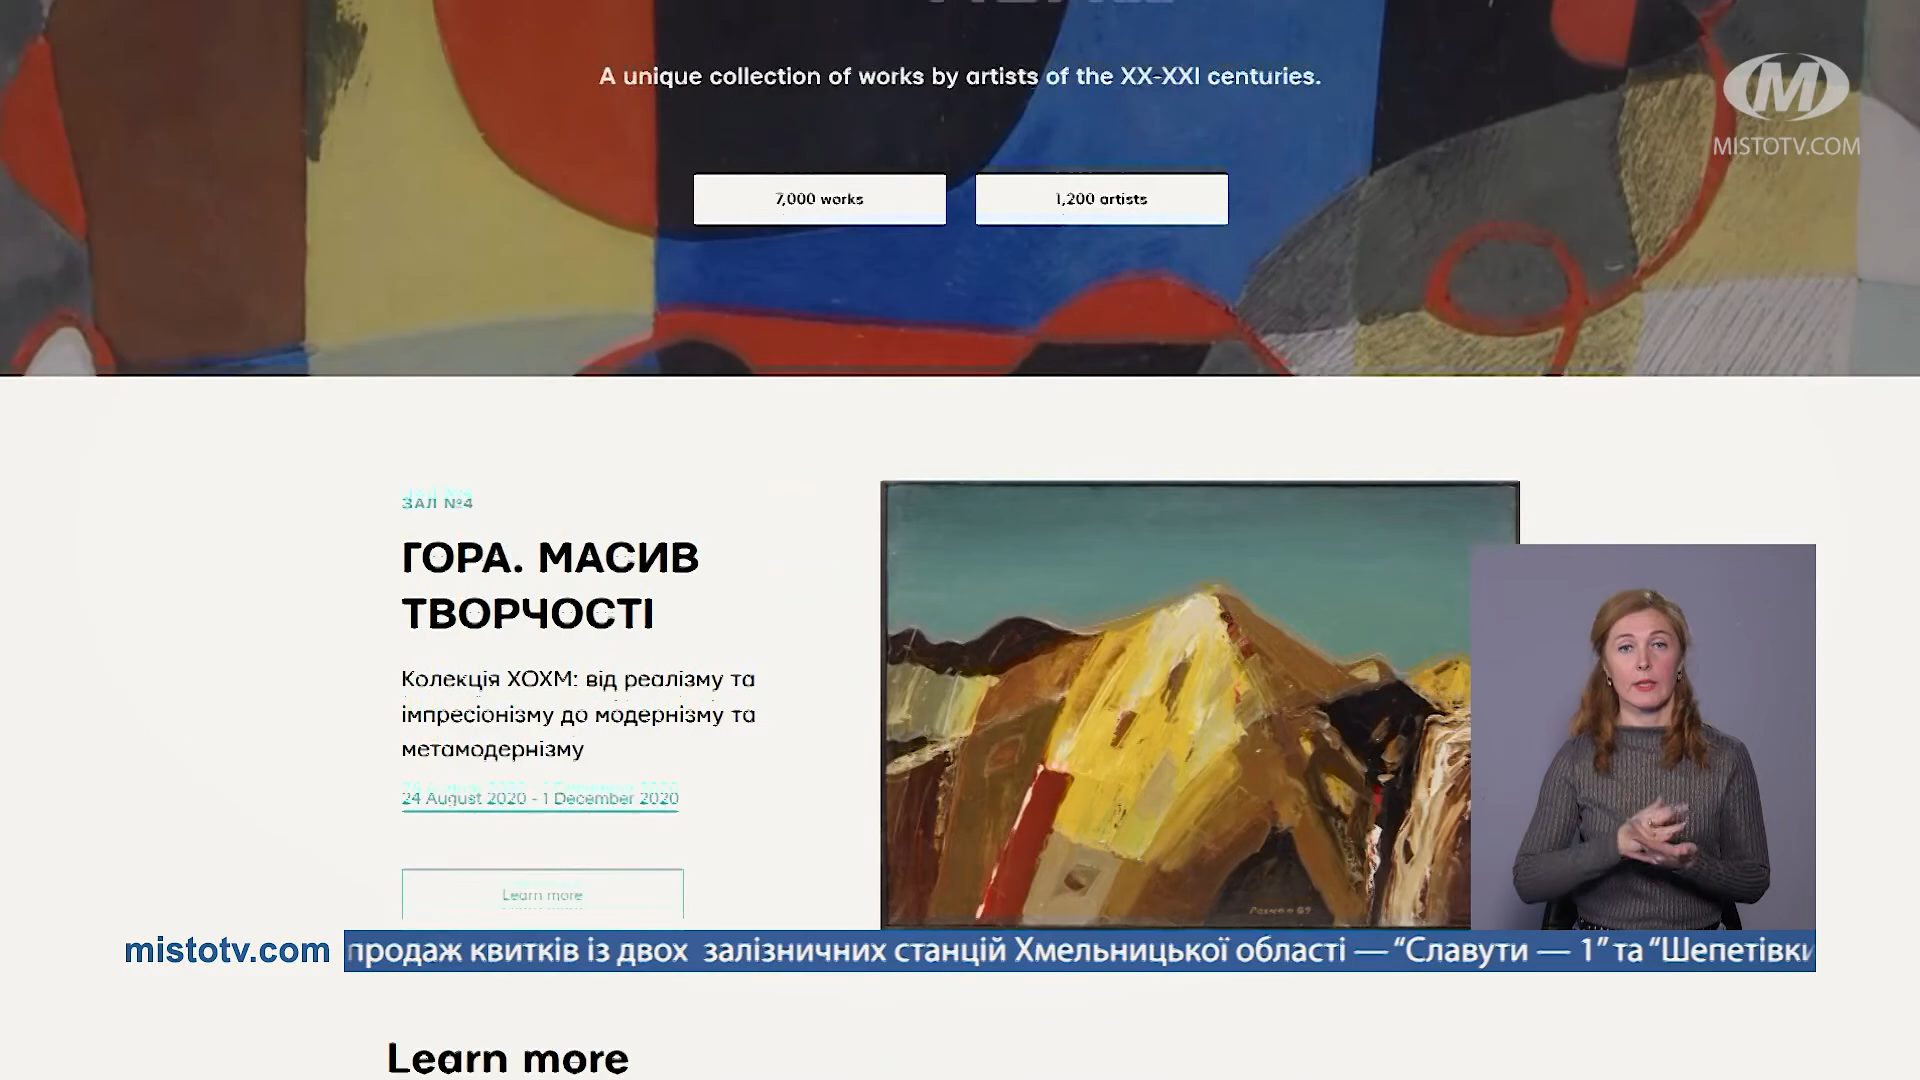 A unique collection of works by artists of the XX-XXI centuries.
MISTOTV.COM
7,000 works
1,200 artists
ЗАЛ №4
ГОРА. МАСИВ
ТВОРЧОСТІ
Колекція ХОХМ: від реалізму та
імпресіонізму до модернізму та
метамодернізму
24 August 2020 - 1 December 2020
Learn more
mistotv.com
продаж квитків із двох залізничних станцій Хмельницької області — “Славути — 1” та “Шепетівки
Learn more